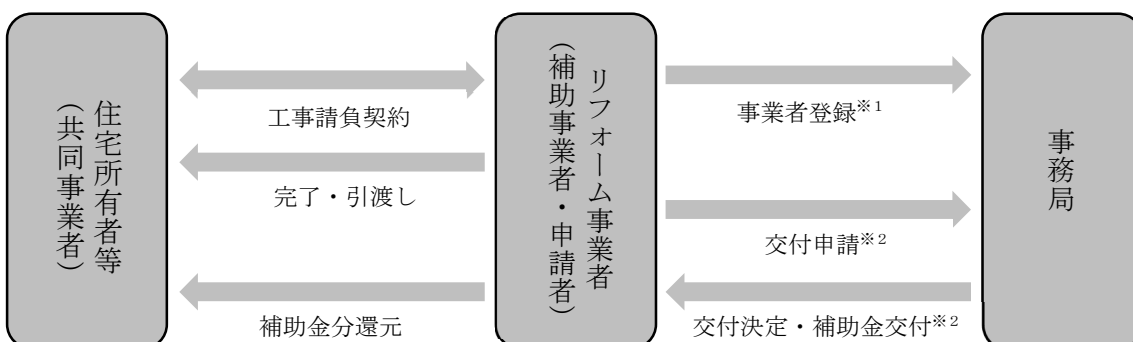 住宅所有者等
（共同事業者）
工事請負契約
完了・引渡し
補助金分還元
リフォーム事業者
（補助事業者・申請者）
事業者登録※1
交付申請※2
交付決定・補助金交付※2
事務局